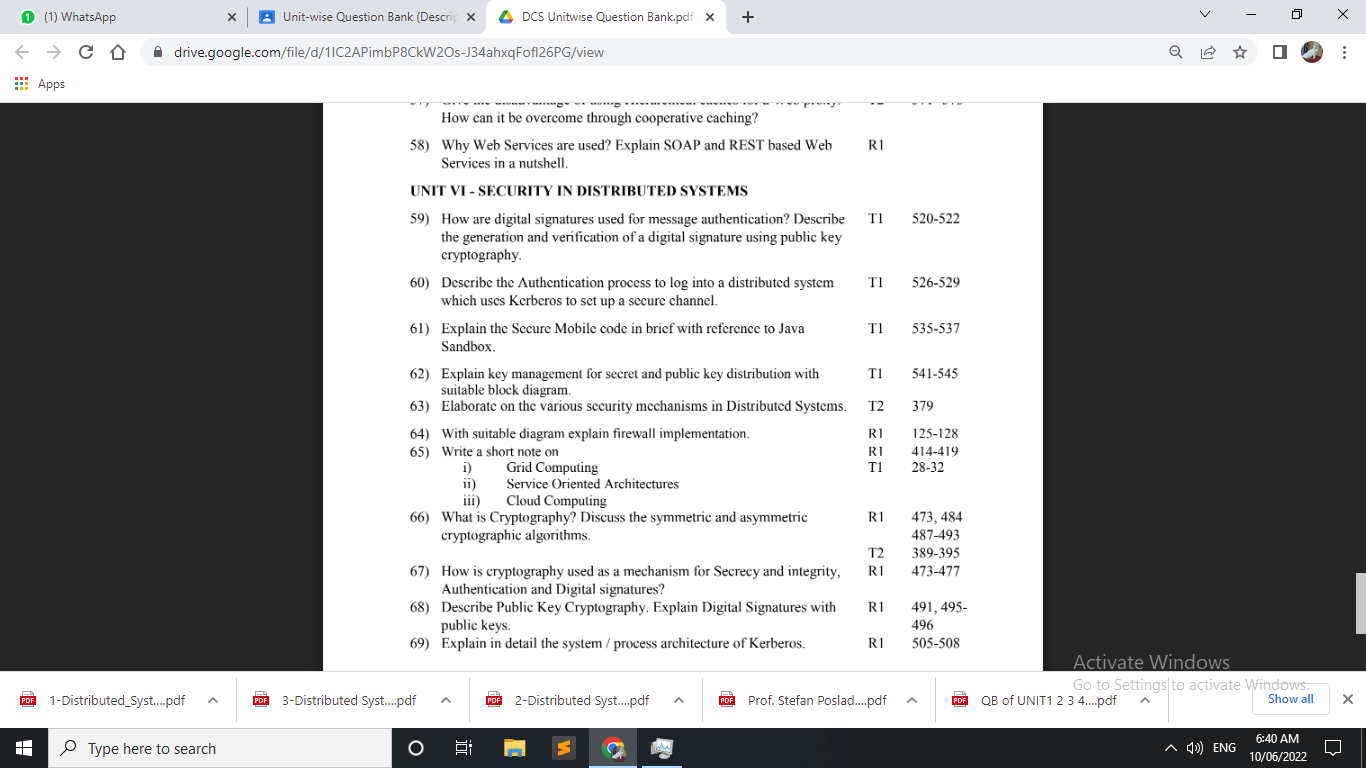 (1) WhatsApp
Unit-wise Question Bank (Descrip
DCS Unitwise Question Bank.pdf
drive.google.com/file/d/1IC2APimbP8CkW2Os-J34ahxqFofI26PG/view
Apps
How can it be overcome through cooperative caching?
58) Why Web Services are used? Explain SOAP and REST based Web R1
Services in a nutshell.
UNIT VI - SECURITY IN DISTRIBUTED SYSTEMS
59) How are digital signatures used for message authentication? Describe T1 520-522
the generation and verification of a digital signature using public key
cryptography.
60) Describe the Authentication process to log into a distributed system T1 526-529
which uses Kerberos to set up a secure channel.
61) Explain the Secure Mobile code in brief with reference to Java T1 535-537
Sandbox.
62) Explain key management for secret and public key distribution with T1 541-545
suitable block diagram.
63) Elaborate on the various security mechanisms in Distributed Systems. T2 379
64) With suitable diagram explain firewall implementation. R1 125-128
65) Write a short note on R1 414-419
i) Grid Computing T1 28-32
ii) Service Oriented Architectures
iii) Cloud Computing
66) What is Cryptography? Discuss the symmetric and asymmetric R1 473, 484
cryptographic algorithms. 487-493
T2 389-395
67) How is cryptography used as a mechanism for Secrecy and integrity, R1 473-477
Authentication and Digital signatures?
68) Describe Public Key Cryptography. Explain Digital Signatures with R1 491, 495-
public keys. 496
69) Explain in detail the system / process architecture of Kerberos. R1 505-508
Activate Windows
Go to Settings to activate Windows.
1-Distributed_Syst....pdf
3-Distributed Syst....pdf
2-Distributed Syst....pdf
Prof. Stefan Poslad....pdf
QB of UNIT1 2 3 4....pdf
Show all
Type here to search
ENG
6:40 AM
10/06/2022